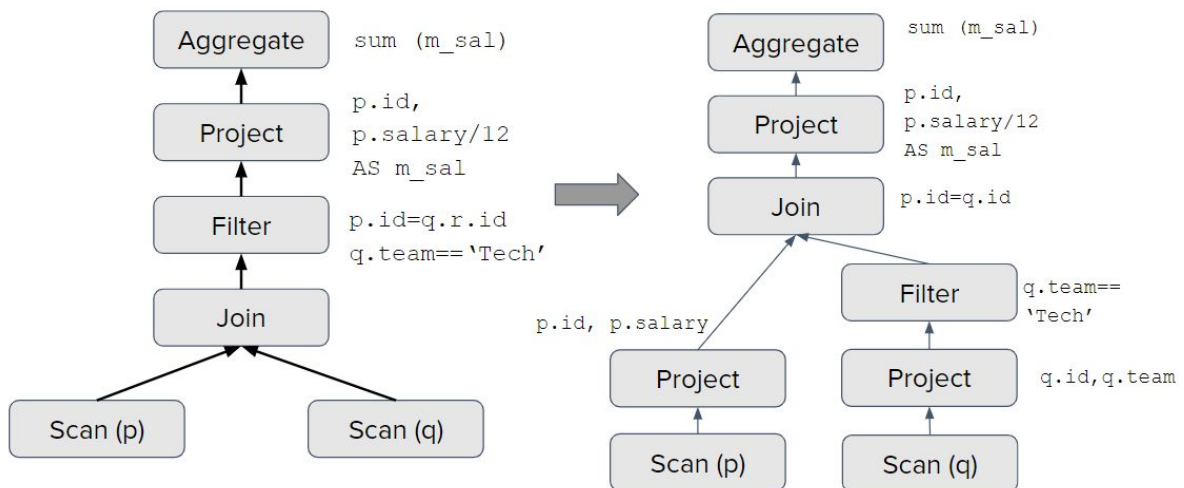 Aggregate
sum (m_sal)
Project
p.id,
p.salary/12
AS m_sal
Filter
p.id=q.r.id
q.team==‘Tech’
Join
Scan (p)
Scan (q)
Aggregate
sum (m_sal)
Project
p.id,
p.salary/12
AS m_sal
Join
p.id=q.id
Filter
q.team==
‘Tech’
p.id, p.salary
Project
Project
q.id,q.team
Scan (p)
Scan (q)